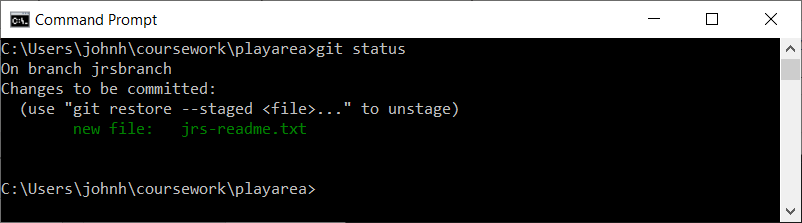 Command Prompt
C:\Users\johnh\coursework\playarea>git status
On branch jrsbranch
Changes to be committed:
  (use "git restore --staged <file>..." to unstage)
        new file:   jrs-readme.txt
C:\Users\johnh\coursework\playarea>